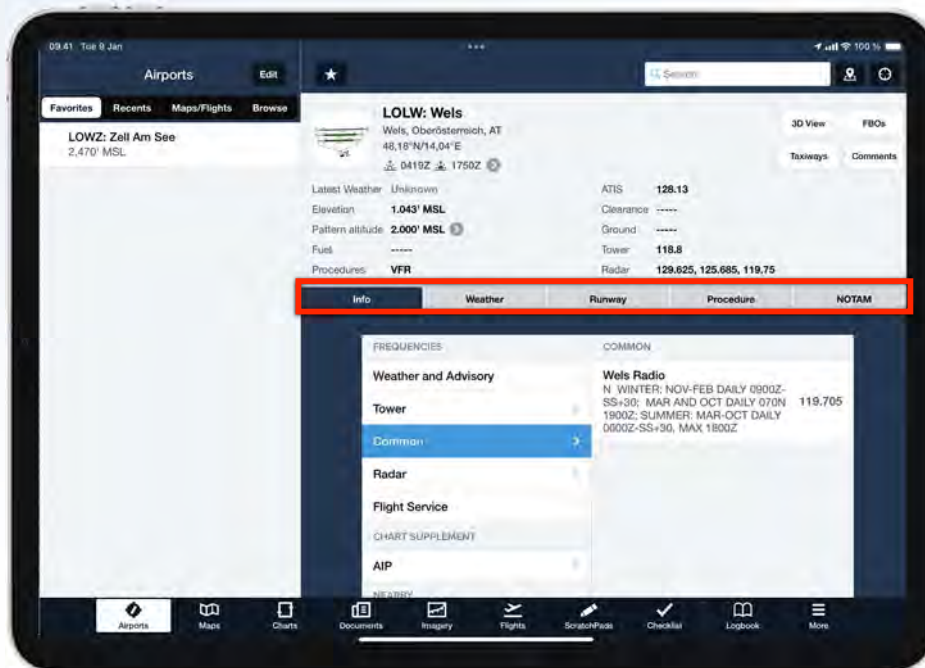 09.41 Tue 9 Jan
100 %
Airports
Edit
Search
Favorites Recents Maps/Flights Browse
LOWZ: Zell Am See
2,470' MSL
LOLW: Wels
Wels, Oberösterreich, AT
48,18°N/14,04°E
0419Z 1750Z
3D View FBOs
Taxiways Comments
Latest Weather Unknown
Elevation 1.043' MSL
Pattern altitude 2.000' MSL
Fuel -----
Procedures VFR
ATIS 128.13
Clearance -----
Ground -----
Tower 118.8
Radar 129.625, 125.685, 119.75
Info Weather Runway Procedure NOTAM
FREQUENCIES
Weather and Advisory
Tower
Common
Radar
Flight Service
CHART SUPPLEMENT
AIP
NEARBY
COMMON
Wels Radio
N WINTER: NOV-FEB DAILY 0900Z-
SS+30; MAR AND OCT DAILY 070N
1900Z; SUMMER: MAR-OCT DAILY
0600Z-SS+30, MAX 1800Z
119.705
Airports Maps Charts Documents Imagery Flights ScratchPads Checklist Logbook More